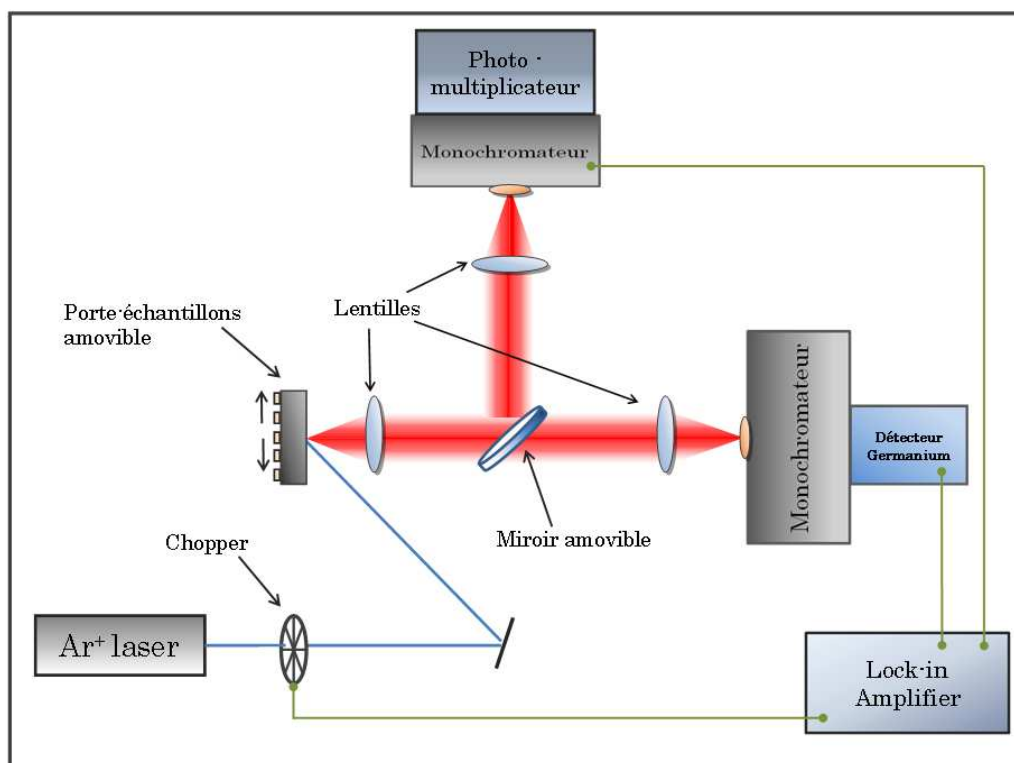 Photo -
multiplicateur
Monochromateur
Porte-échantillons
amovible
Lentilles
Monochromateur
Détecteur
Germanium
Miroir amovible
Chopper
Ar⁺ laser
Lock-in
Amplifier